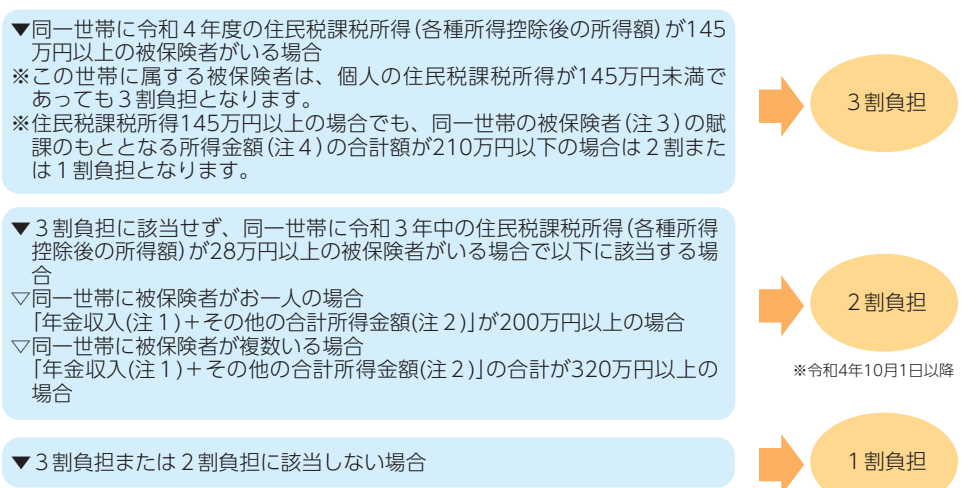 ▼同一世帯に令和４年度の住民税課税所得(各種所得控除後の所得額)が145
万円以上の被保険者がいる場合
※この世帯に属する被保険者は、個人の住民税課税所得が145万円未満で
あっても３割負担となります。
※住民税課税所得145万円以上の場合でも、同一世帯の被保険者(注３)の賦
課のもととなる所得金額(注４)の合計額が210万円以下の場合は２割また
は１割負担となります。
３割負担
▼３割負担に該当せず、同一世帯に令和３年中の住民税課税所得(各種所得
控除後の所得額)が28万円以上の被保険者がいる場合で以下に該当する場
合
▽同一世帯に被保険者がお一人の場合
「年金収入(注１)＋その他の合計所得金額(注２)」が200万円以上の場合
▽同一世帯に被保険者が複数いる場合
「年金収入(注１)＋その他の合計所得金額(注２)」の合計が320万円以上の
場合
２割負担
※令和4年10月1日以降
▼３割負担または２割負担に該当しない場合
１割負担